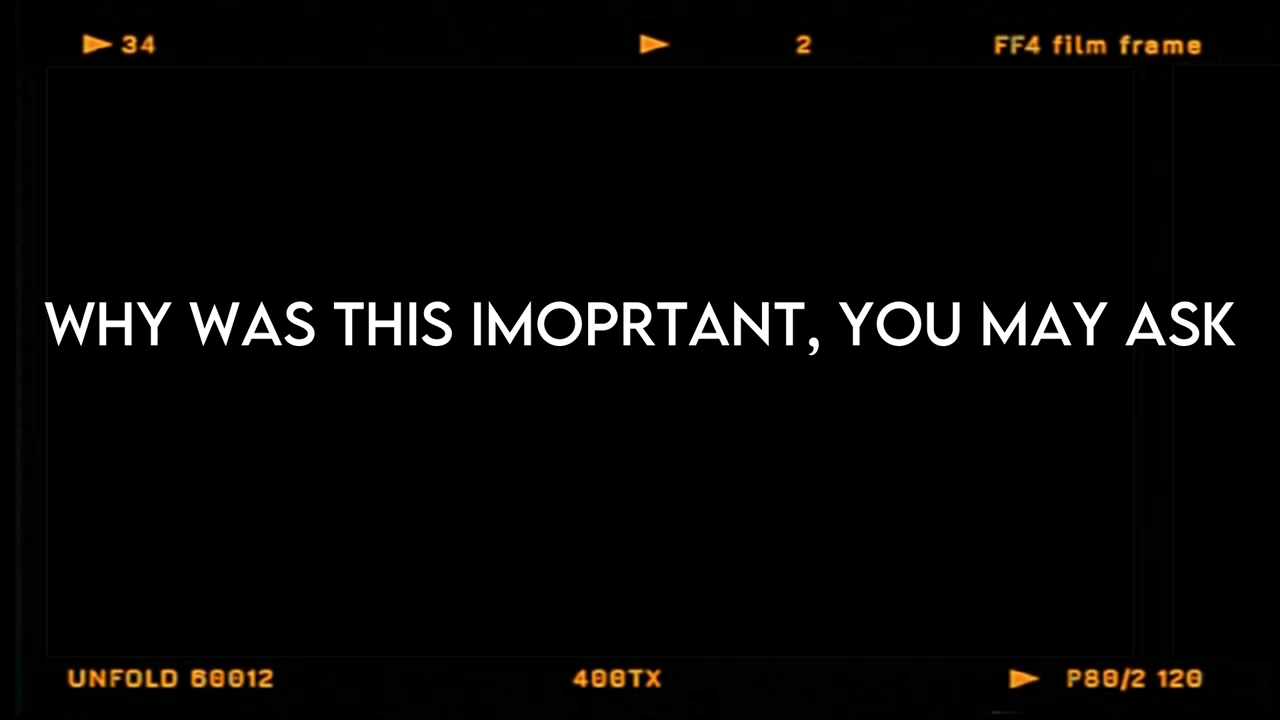 34 2 FF4 film frame
WHY WAS THIS IMOPRTANT, YOU MAY ASK
UNFOLD 60012 400TX P80/2 120